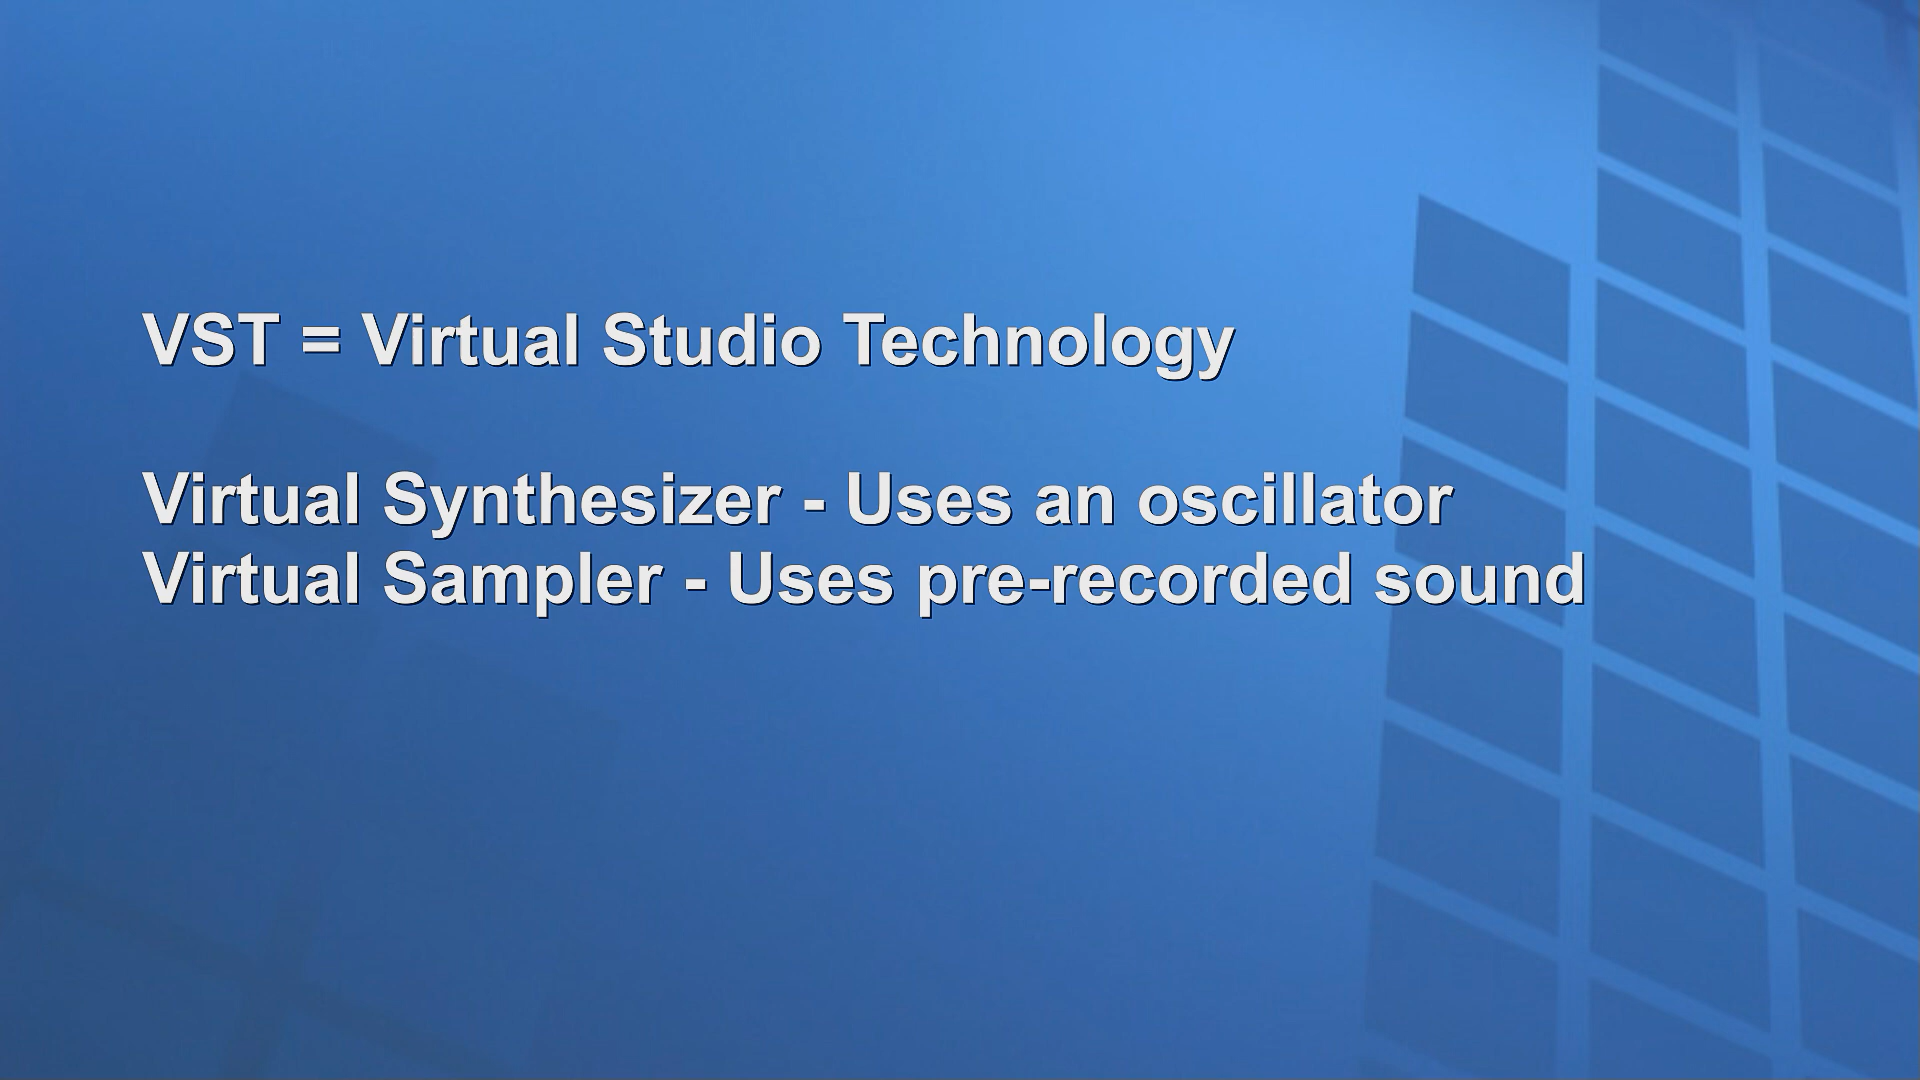 VST = Virtual Studio Technology
Virtual Synthesizer - Uses an oscillator
Virtual Sampler - Uses pre-recorded sound